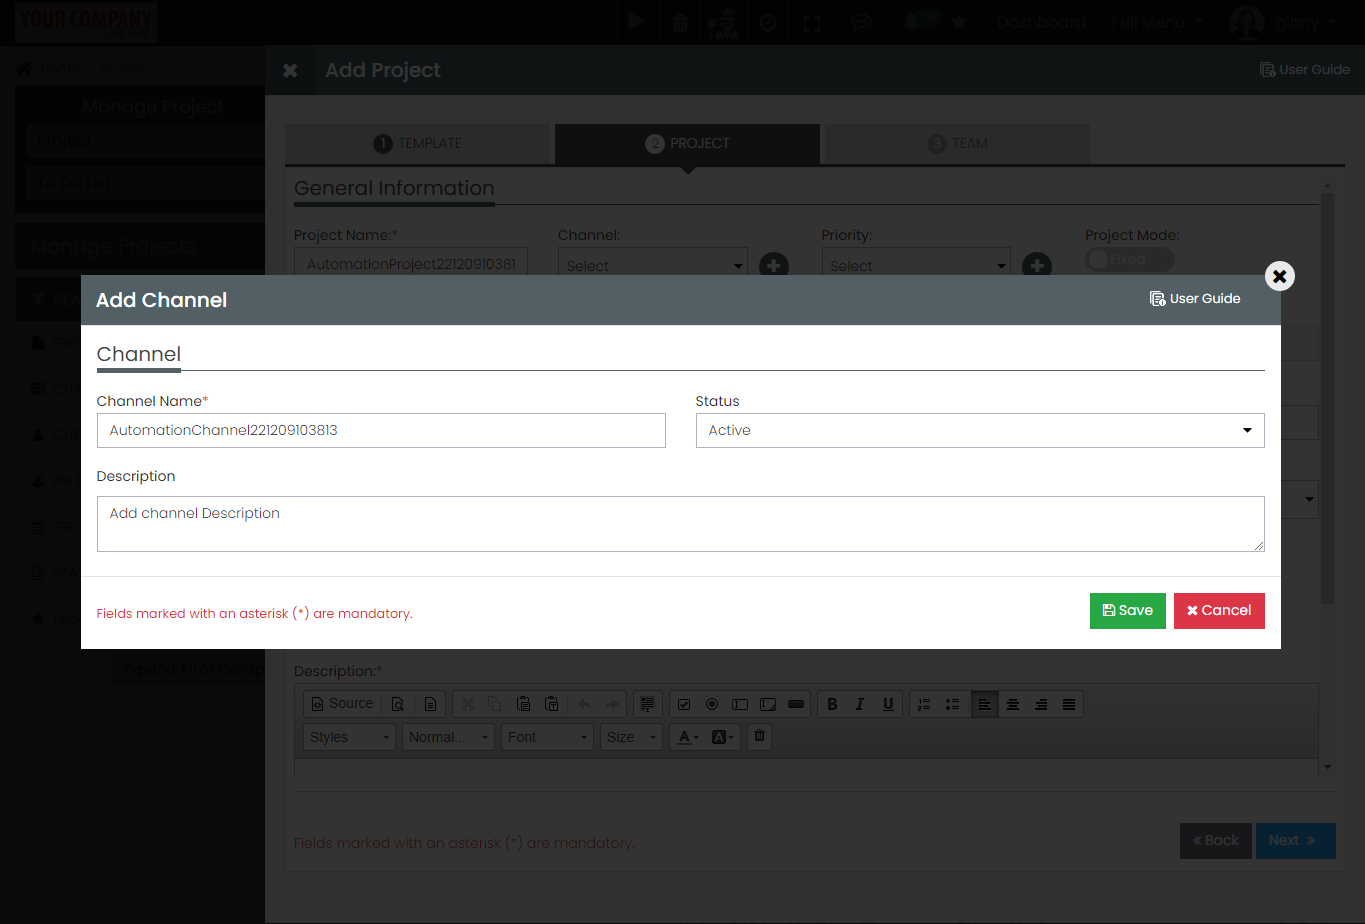 YOUR COMPANY
Dashboard
Full Menu
ginny
Home
Projects
Add Project
User Guide
Manage Project
Project
To Do List
Manage Projects
1 TEMPLATE
2 PROJECT
3 TEAM
General Information
Project Name:*
Channel:
Priority:
Project Mode:
AutomationProject22120910381
Select
Select
Fixed
Add Channel
User Guide
Channel
Channel Name*
Status
AutomationChannel221209103813
Active
Description
Add channel Description
Fields marked with an asterisk (*) are mandatory.
Save
Cancel
Expand All or Collap
Description:*
Source
Styles
Normal...
Font
Size
Fields marked with an asterisk (*) are mandatory.
« Back
Next »